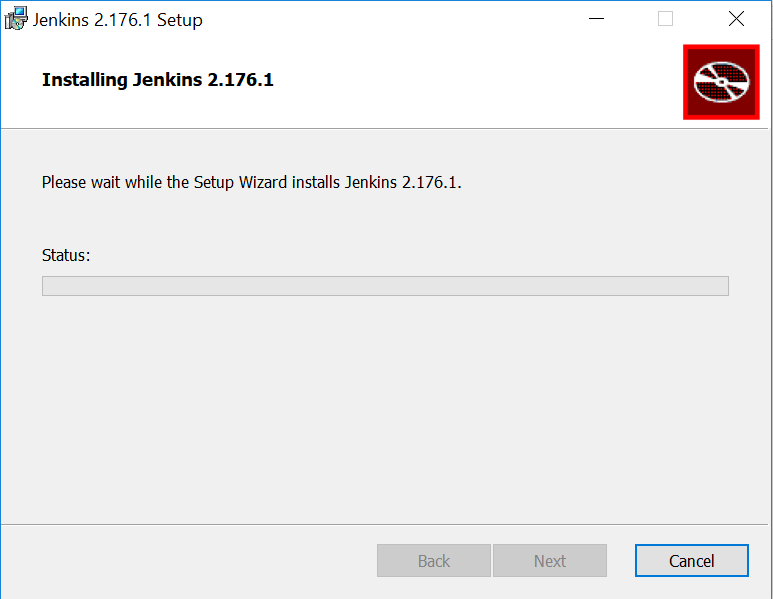 Jenkins 2.176.1 Setup
Installing Jenkins 2.176.1
Please wait while the Setup Wizard installs Jenkins 2.176.1.
Status:
Back
Next
Cancel